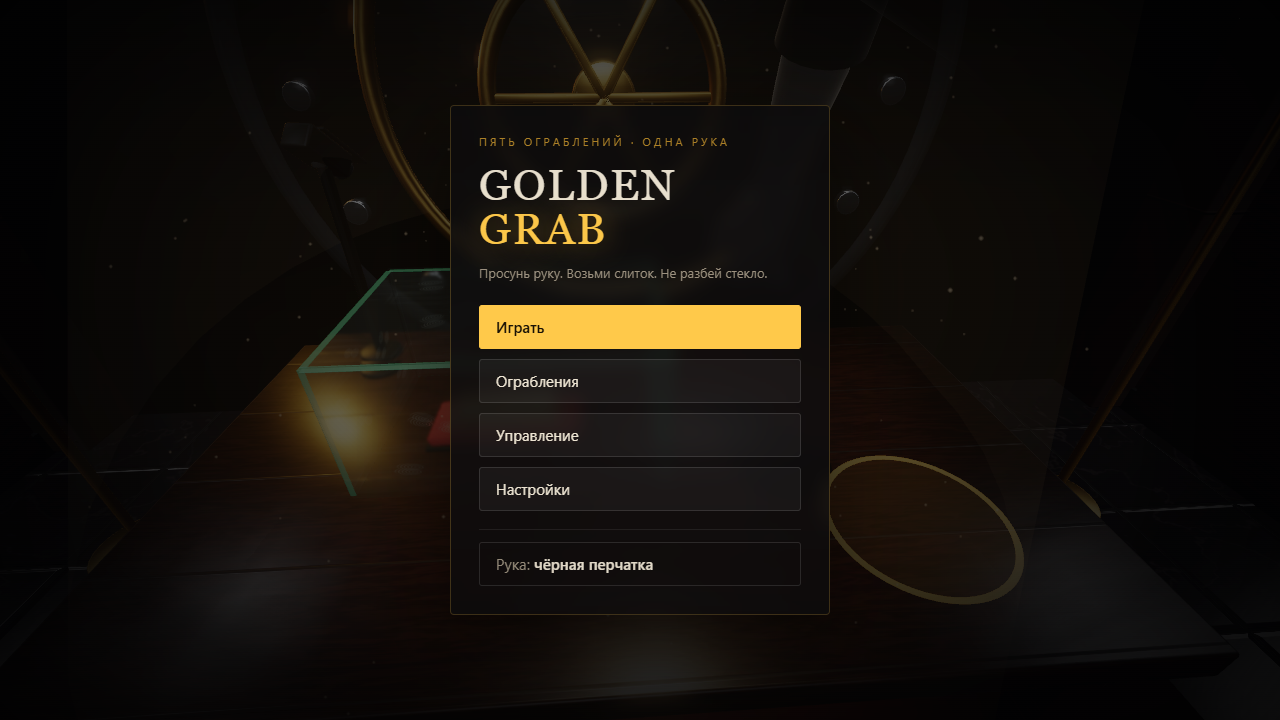 ПЯТЬ ОГРАБЛЕНИЙ · ОДНА РУКА
GOLDEN
GRAB
Просунь руку. Возьми слиток. Не разбей стекло.
Играть
Ограбления
Управление
Настройки
Рука: чёрная перчатка